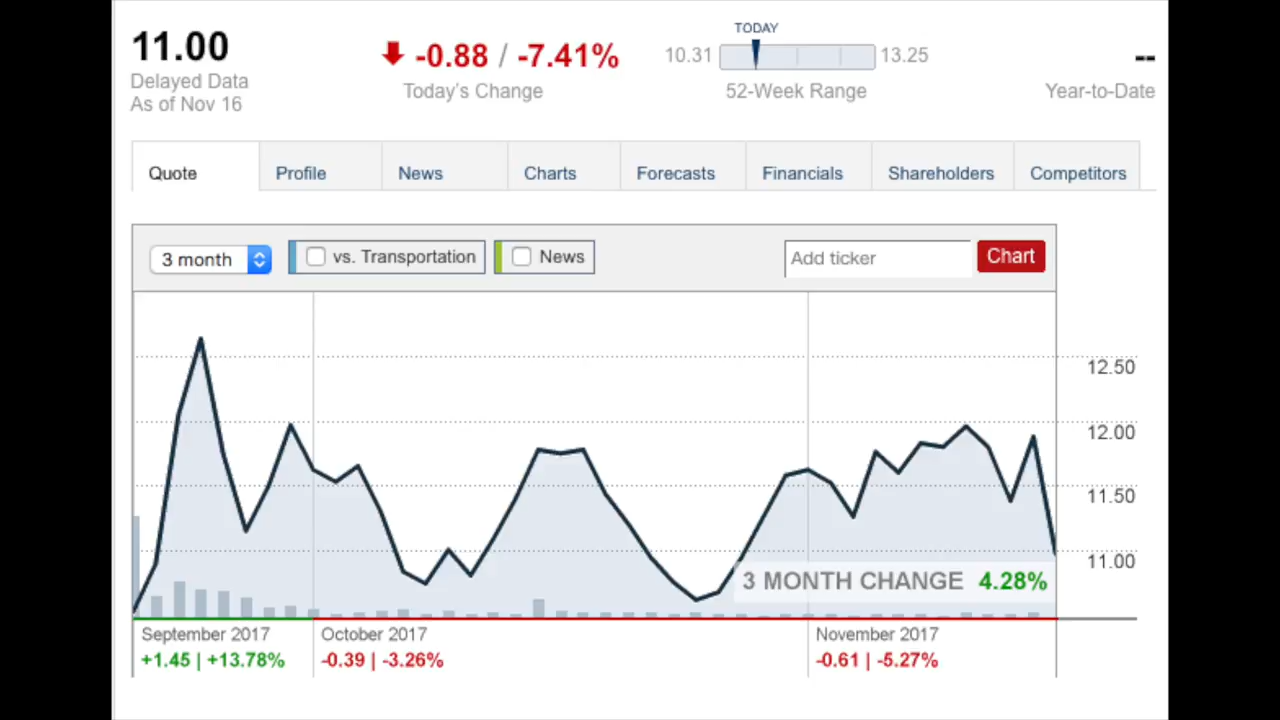 TODAY
11.00 -0.88 / -7.41% 10.31 13.25 --
Delayed Data Today's Change 52-Week Range Year-to-Date
As of Nov 16
Quote Profile News Charts Forecasts Financials Shareholders Competitors
3 month vs. Transportation News Add ticker Chart
12.50
12.00
11.50
11.00
3 MONTH CHANGE 4.28%
September 2017 October 2017 November 2017
+1.45 | +13.78% -0.39 | -3.26% -0.61 | -5.27%